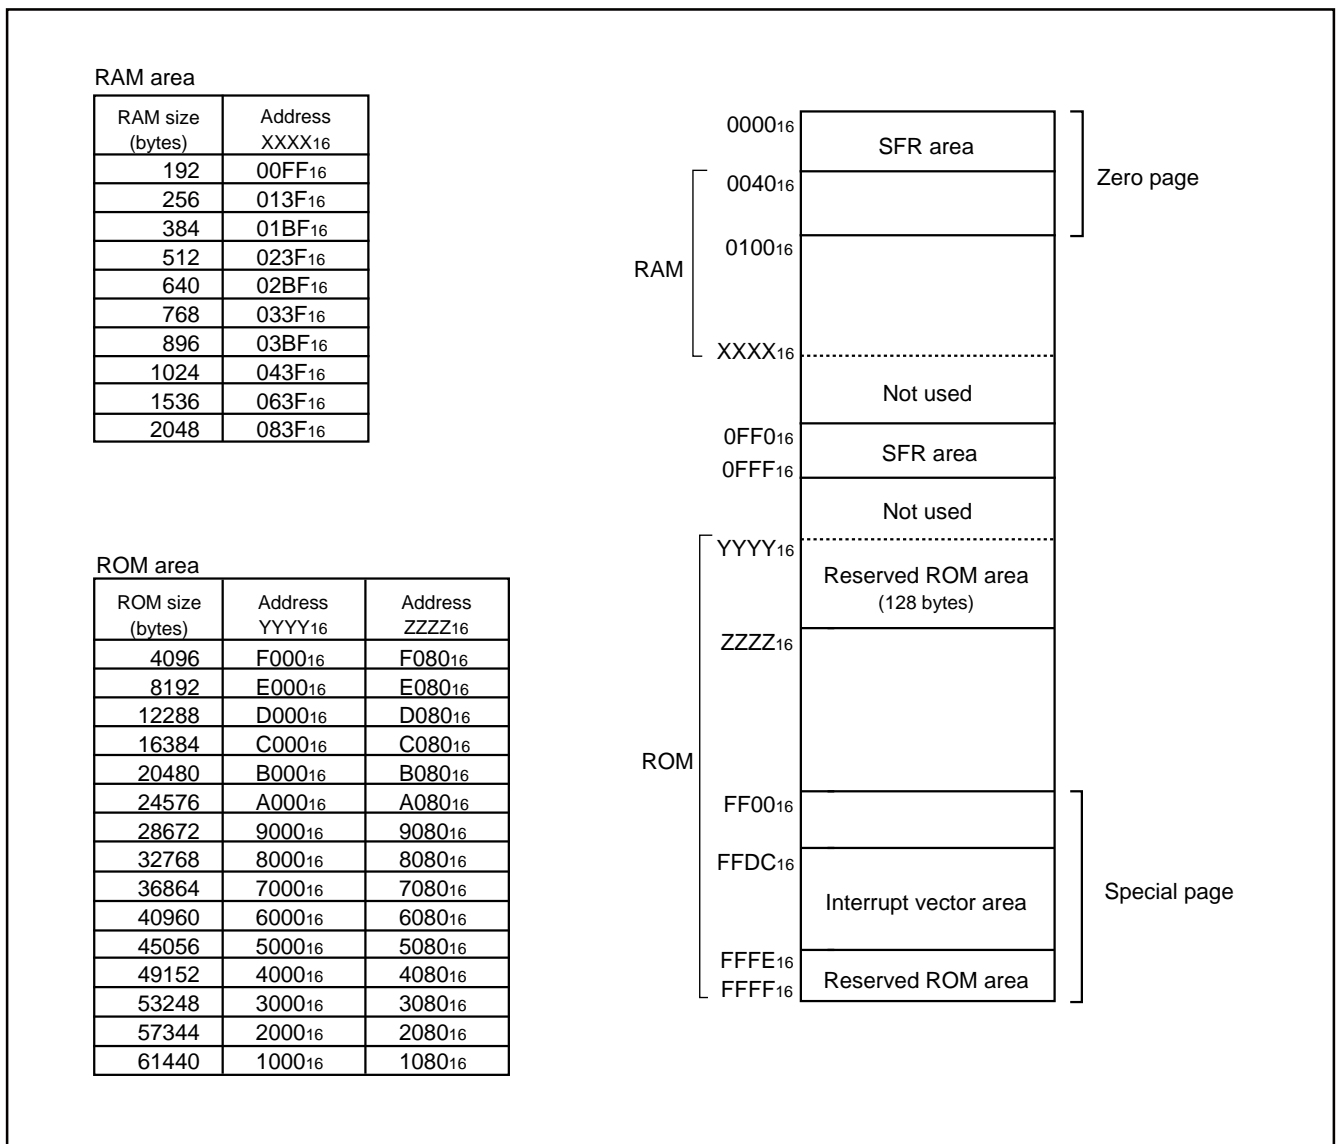 RAM area
RAM size
(bytes)
Address
XXXX16
192 00FF16
256 013F16
384 01BF16
512 023F16
640 02BF16
768 033F16
896 03BF16
1024 043F16
1536 063F16
2048 083F16
ROM area
ROM size
(bytes)
Address
YYYY16
Address
ZZZZ16
4096 F00016 F08016
8192 E00016 E08016
12288 D00016 D08016
16384 C00016 C08016
20480 B00016 B08016
24576 A00016 A08016
28672 900016 908016
32768 800016 808016
36864 700016 708016
40960 600016 608016
45056 500016 508016
49152 400016 408016
53248 300016 308016
57344 200016 208016
61440 100016 108016
000016
SFR area
004016
Zero page
010016
RAM
XXXX16
Not used
0FF016
SFR area
0FFF16
Not used
YYYY16
Reserved ROM area
(128 bytes)
ZZZZ16
ROM
FF0016
FFDC16
Interrupt vector area
Special page
FFFE16
Reserved ROM area
FFFF16